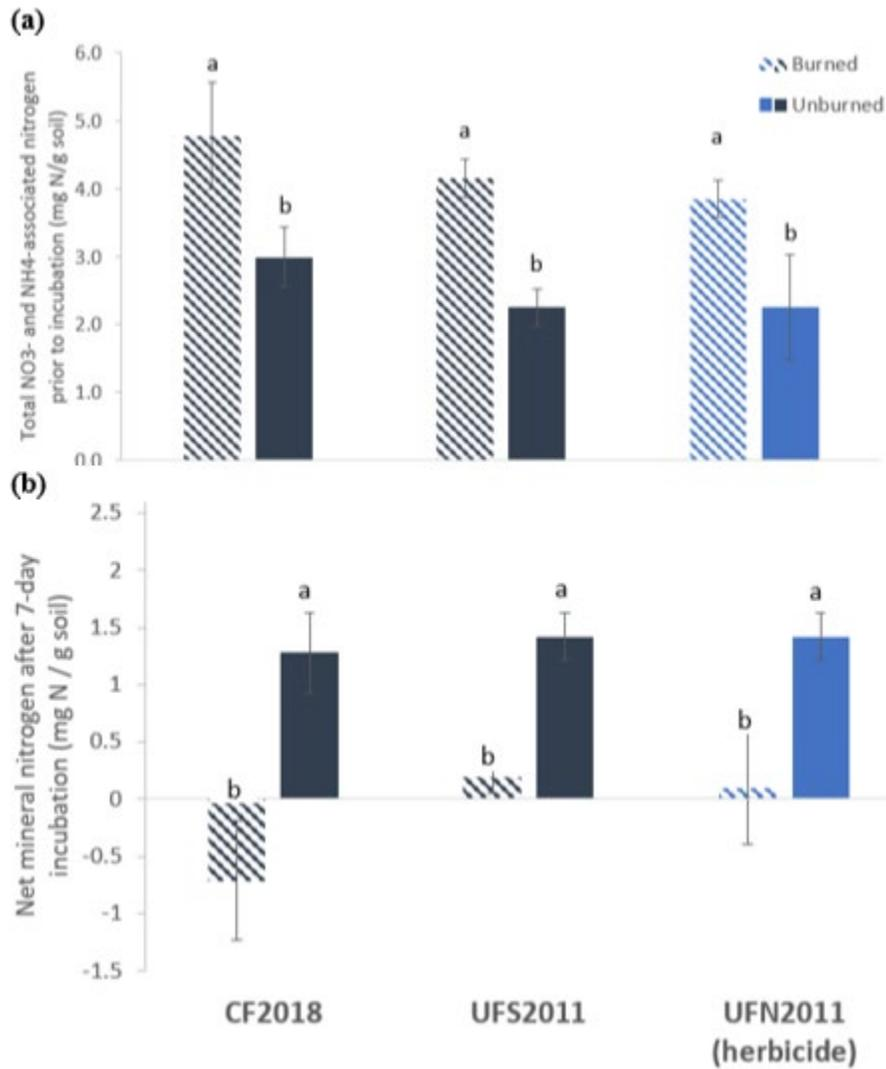 (a)
Total NO3- and NH4-associated nitrogen
prior to incubation (mg N/g soil)
6.0
5.0
4.0
3.0
2.0
1.0
0.0
a
b
a
b
a
b
Burned
Unburned
(b)
Net mineral nitrogen after 7-day
incubation (mg N / g soil)
2.5
2
1.5
1
0.5
0
-0.5
-1
-1.5
b
a
b
a
b
a
CF2018
UFS2011
UFN2011
(herbicide)